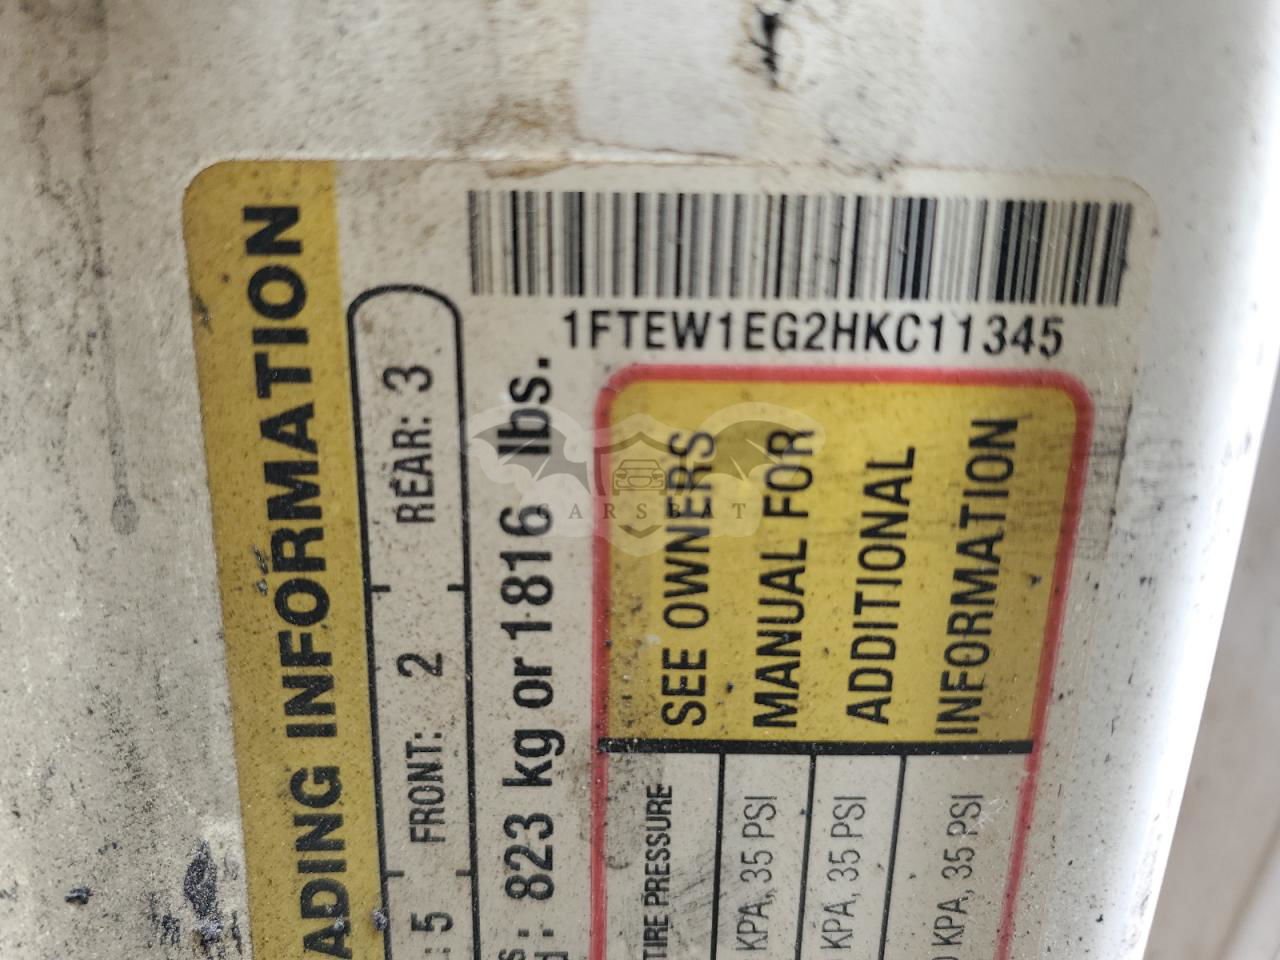 1FTEW1EG2HKC11345
ADING INFORMATION
: 5 FRONT: 2 REAR: 3
: 823 kg or 1816 lbs.
TIRE PRESSURE
KPA, 35 PSI
KPA, 35 PSI
0 KPA, 35 PSI
SEE OWNERS
MANUAL FOR
ADDITIONAL
INFORMATION
CARSBAT